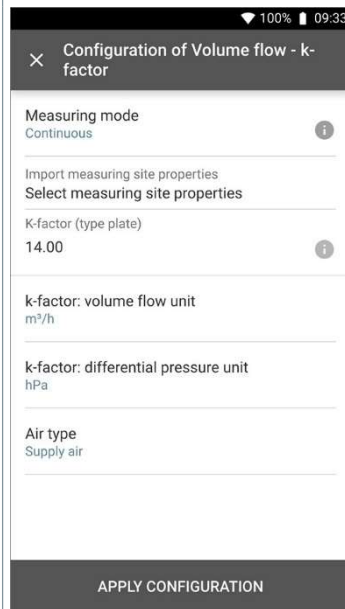 100% 09:33
Configuration of Volume flow - k-
factor
Measuring mode
Continuous
Import measuring site properties
Select measuring site properties
K-factor (type plate)
14.00
k-factor: volume flow unit
m³/h
k-factor: differential pressure unit
hPa
Air type
Supply air
APPLY CONFIGURATION